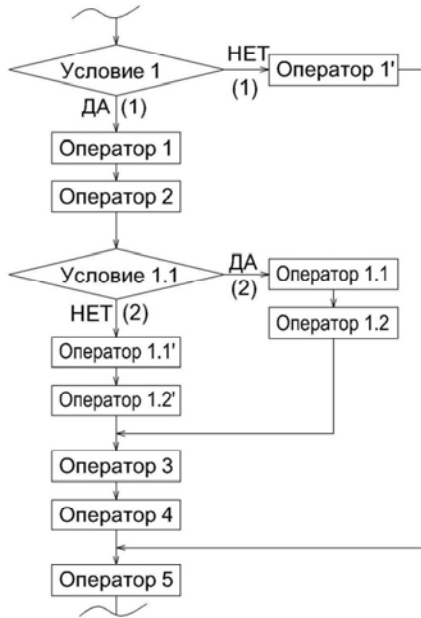 Условие 1
НЕТ
(1)
Оператор 1'
ДА (1)
Оператор 1
Оператор 2
Условие 1.1
ДА
(2)
Оператор 1.1
Оператор 1.2
НЕТ (2)
Оператор 1.1'
Оператор 1.2'
Оператор 3
Оператор 4
Оператор 5